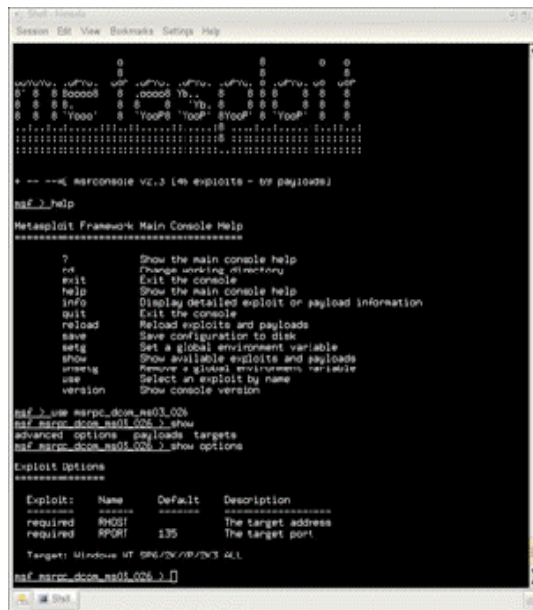 Shell - Konsole
Session Edit View Bookmarks Settings Help
+ -- --=[ msfconsole v2.3 [46 exploits - 69 payloads]
msf > help
Metasploit Framework Main Console Help
======================================
? Show the main console help
cd Change working directory
exit Exit the console
help Show the main console help
info Display detailed exploit or payload information
quit Exit the console
reload Reload exploits and payloads
save Save configuration to disk
setg Set a global environment variable
show Show available exploits and payloads
unsetg Remove a global environment variable
use Select an exploit by name
version Show console version
msf > use msrpc_dcom_ms03_026
msf msrpc_dcom_ms03_026 > show
advanced options payloads targets
msf msrpc_dcom_ms03_026 > show options
Exploit Options
===============
Exploit: Name Default Description
required RHOST The target address
required RPORT 135 The target port
Target: Windows NT SP6/2K/XP/2K3 ALL
msf msrpc_dcom_ms03_026 >
Shell